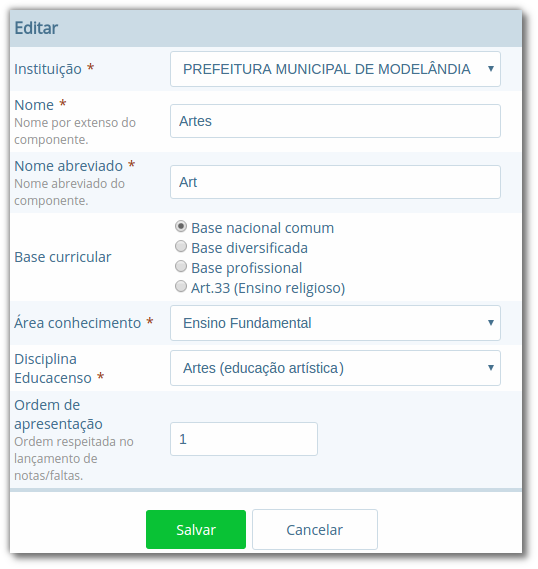 Editar
Instituição *
PREFEITURA MUNICIPAL DE MODELÂNDIA
Nome *
Nome por extenso do
componente.
Artes
Nome abreviado *
Nome abreviado do
componente.
Art
Base curricular
Base nacional comum
Base diversificada
Base profissional
Art.33 (Ensino religioso)
Área conhecimento *
Ensino Fundamental
Disciplina
Educacenso *
Artes (educação artística)
Ordem de
apresentação
Ordem respeitada no
lançamento de
notas/faltas.
1
Salvar
Cancelar